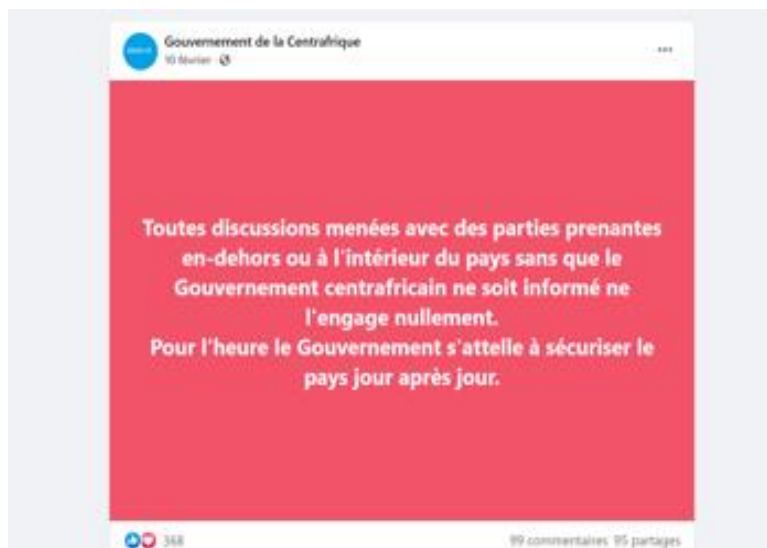 Gouvernement de la Centrafrique
10 février
Toutes discussions menées avec des parties prenantes
en-dehors ou à l'intérieur du pays sans que le
Gouvernement centrafricain ne soit informé ne
l'engage nullement.
Pour l'heure le Gouvernement s'attelle à sécuriser le
pays jour après jour.
368
99 commentaires 95 partages